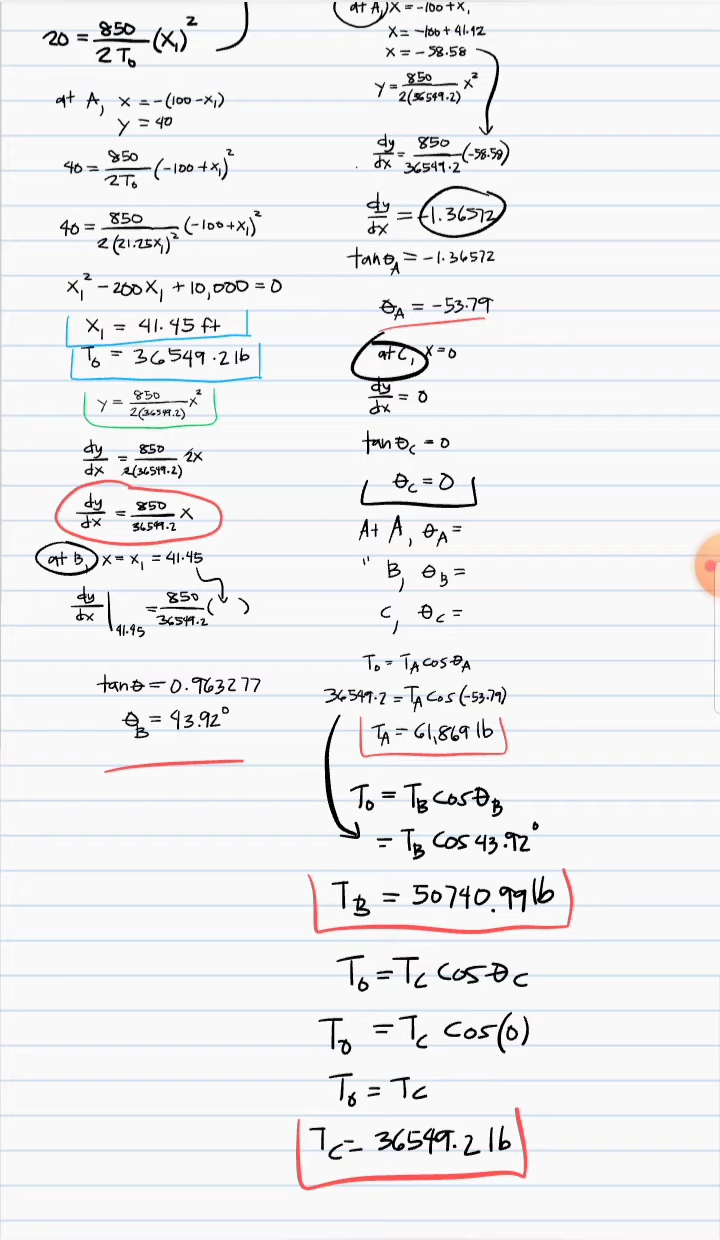 20 = 850/2T₀ (x₁)²
at A, x = -(100-x₁)
y = 40
40 = 850/2T₀ (-100+x₁)²
40 = 850/2(21.25x₁)² (-100+x₁)²
x₁² - 200x₁ + 10,000 = 0
x₁ = 41.45 ft
T₀ = 36549.2 lb
y = 850/2(36549.2) x²
dy/dx = 850/2(36549.2) 2x
dy/dx = 850/36549.2 x
at B, x = x₁ = 41.45
dy/dx |41.45 = 850/36549.2 ( )
tanθ = 0.963277
θB = 43.92°
at A, x = -100+x₁
x = -100 + 41.42
x = -58.58
y = 850/2(36549.2) x²
dy/dx = 850/36549.2 (-58.58)
dy/dx = -1.36572
tanθA = -1.36572
θA = -53.79
at C, x = 0
dy/dx = 0
tanθc = 0
θc = 0
At A, θA =
" B, θB =
C, θC =
T₀ = TA cosθA
36549.2 = TA cos(-53.79)
TA = 61,869 lb
T₀ = TB cosθB
= TB cos 43.92°
TB = 50740.99 lb
T₀ = Tc cosθc
T₀ = Tc cos(0)
T₀ = Tc
Tc = 36549.2 lb